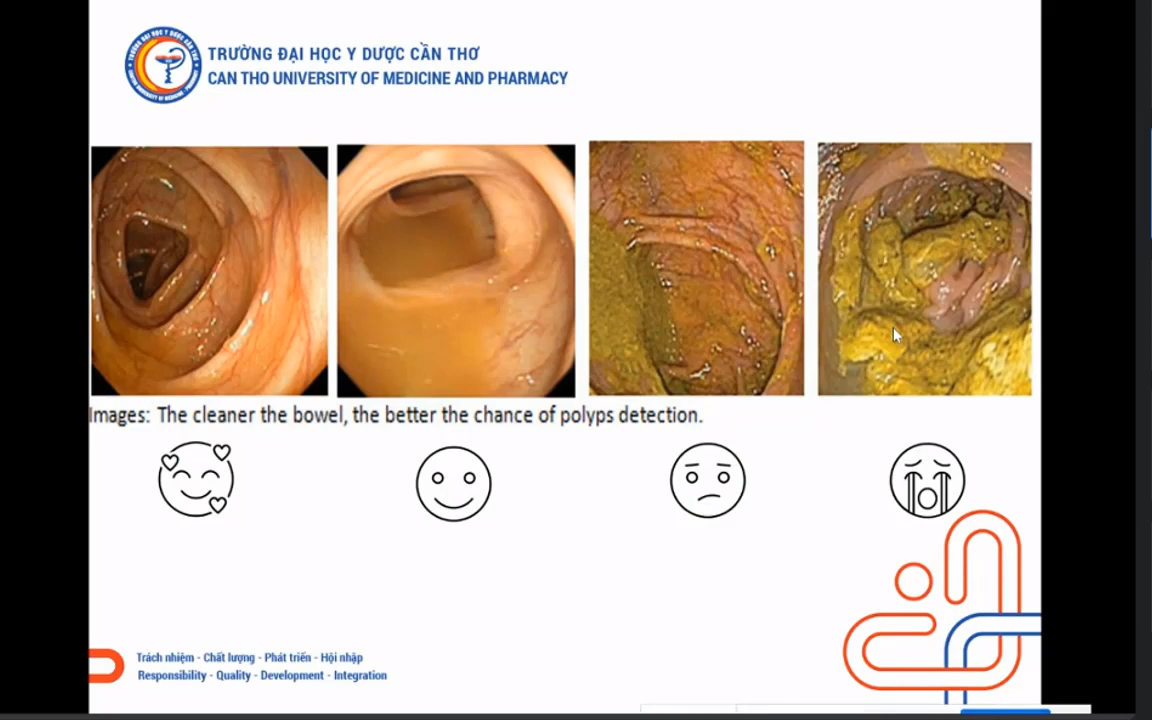 TRƯỜNG ĐẠI HỌC Y DƯỢC CẦN THƠ
CAN THO UNIVERSITY OF MEDICINE AND PHARMACY
Images: The cleaner the bowel, the better the chance of polyps detection.
Trách nhiệm - Chất lượng - Phát triển - Hội nhập
Responsibility - Quality - Development - Integration